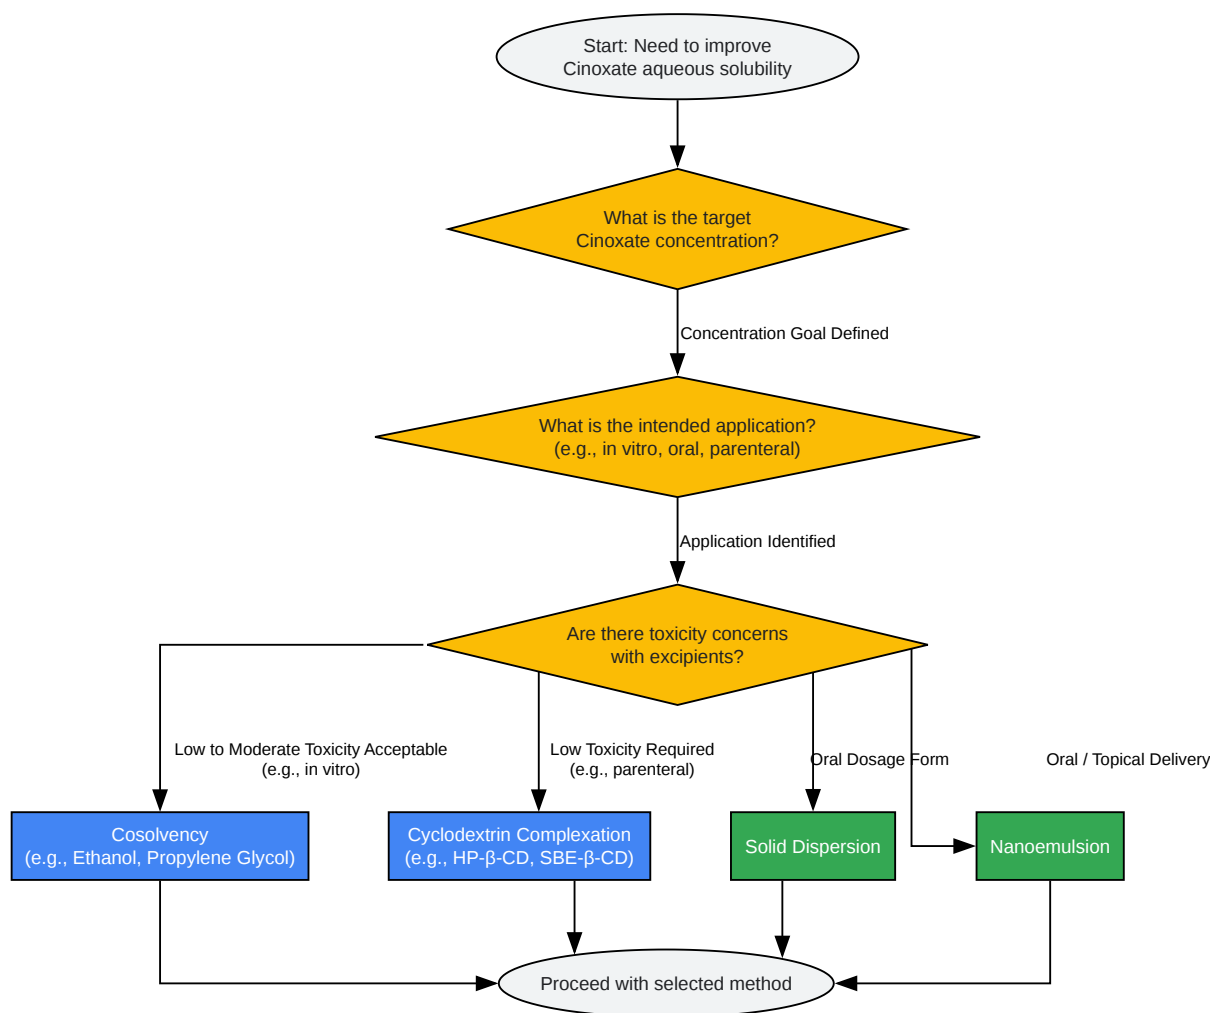 Start: Need to improve
Cinoxate aqueous solubility
What is the target
Cinoxate concentration?
Concentration Goal Defined
What is the intended application?
(e.g., in vitro, oral, parenteral)
Application Identified
Are there toxicity concerns
with excipients?
Low to Moderate Toxicity Acceptable
(e.g., in vitro)
Low Toxicity Required
(e.g., parenteral)
Oral Dosage Form
Oral / Topical Delivery
Cosolvency
(e.g., Ethanol, Propylene Glycol)
Cyclodextrin Complexation
(e.g., HP-β-CD, SBE-β-CD)
Solid Dispersion
Nanoemulsion
Proceed with selected method